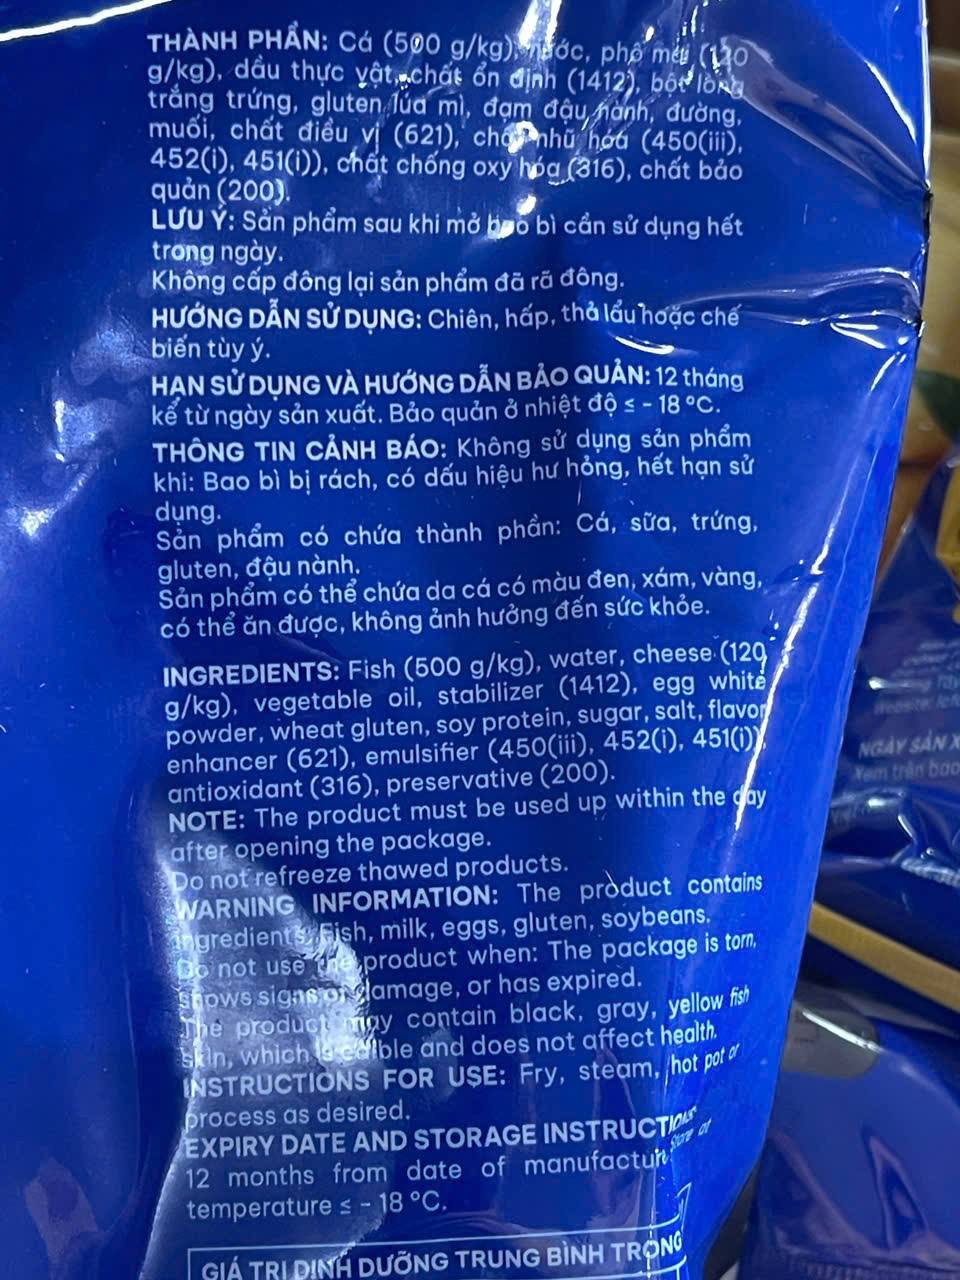 THÀNH PHẦN: Cá (500 g/kg), nước, phô mai (120
g/kg), dầu thực vật, chất ổn định (1412), bột lòng
trắng trứng, gluten lúa mì, đạm đậu nành, đường,
muối, chất điều vị (621), chất nhũ hóa (450(iii),
452(i), 451(i)), chất chống oxy hóa (316), chất bảo
quản (200).
LƯU Ý: Sản phẩm sau khi mở bao bì cần sử dụng hết
trong ngày.
Không cấp đông lại sản phẩm đã rã đông.
HƯỚNG DẪN SỬ DỤNG: Chiên, hấp, thả lẩu hoặc chế
biến tùy ý.
HẠN SỬ DỤNG VÀ HƯỚNG DẪN BẢO QUẢN: 12 tháng
kể từ ngày sản xuất. Bảo quản ở nhiệt độ ≤ - 18 °C.
THÔNG TIN CẢNH BÁO: Không sử dụng sản phẩm
khi: Bao bì bị rách, có dấu hiệu hư hỏng, hết hạn sử
dụng.
Sản phẩm có chứa thành phần: Cá, sữa, trứng,
gluten, đậu nành.
Sản phẩm có thể chứa da cá có màu đen, xám, vàng,
có thể ăn được, không ảnh hưởng đến sức khỏe.
INGREDIENTS: Fish (500 g/kg), water, cheese (120
g/kg), vegetable oil, stabilizer (1412), egg white
powder, wheat gluten, soy protein, sugar, salt, flavor
enhancer (621), emulsifier (450(iii), 452(i), 451(i)),
antioxidant (316), preservative (200).
NOTE: The product must be used up within the day
after opening the package.
Do not refreeze thawed products.
WARNING INFORMATION: The product contains
ingredients: Fish, milk, eggs, gluten, soybeans.
Do not use the product when: The package is torn,
shows signs of damage, or has expired.
The product may contain black, gray, yellow fish
skin, which is edible and does not affect health.
INSTRUCTIONS FOR USE: Fry, steam, hot pot or
process as desired.
EXPIRY DATE AND STORAGE INSTRUCTIONS:
12 months from date of manufacture. Store at
temperature ≤ - 18 °C.
GIÁ TRỊ DINH DƯỠNG TRUNG BÌNH TRONG
NGÀY SẢN X
Xem trên bao